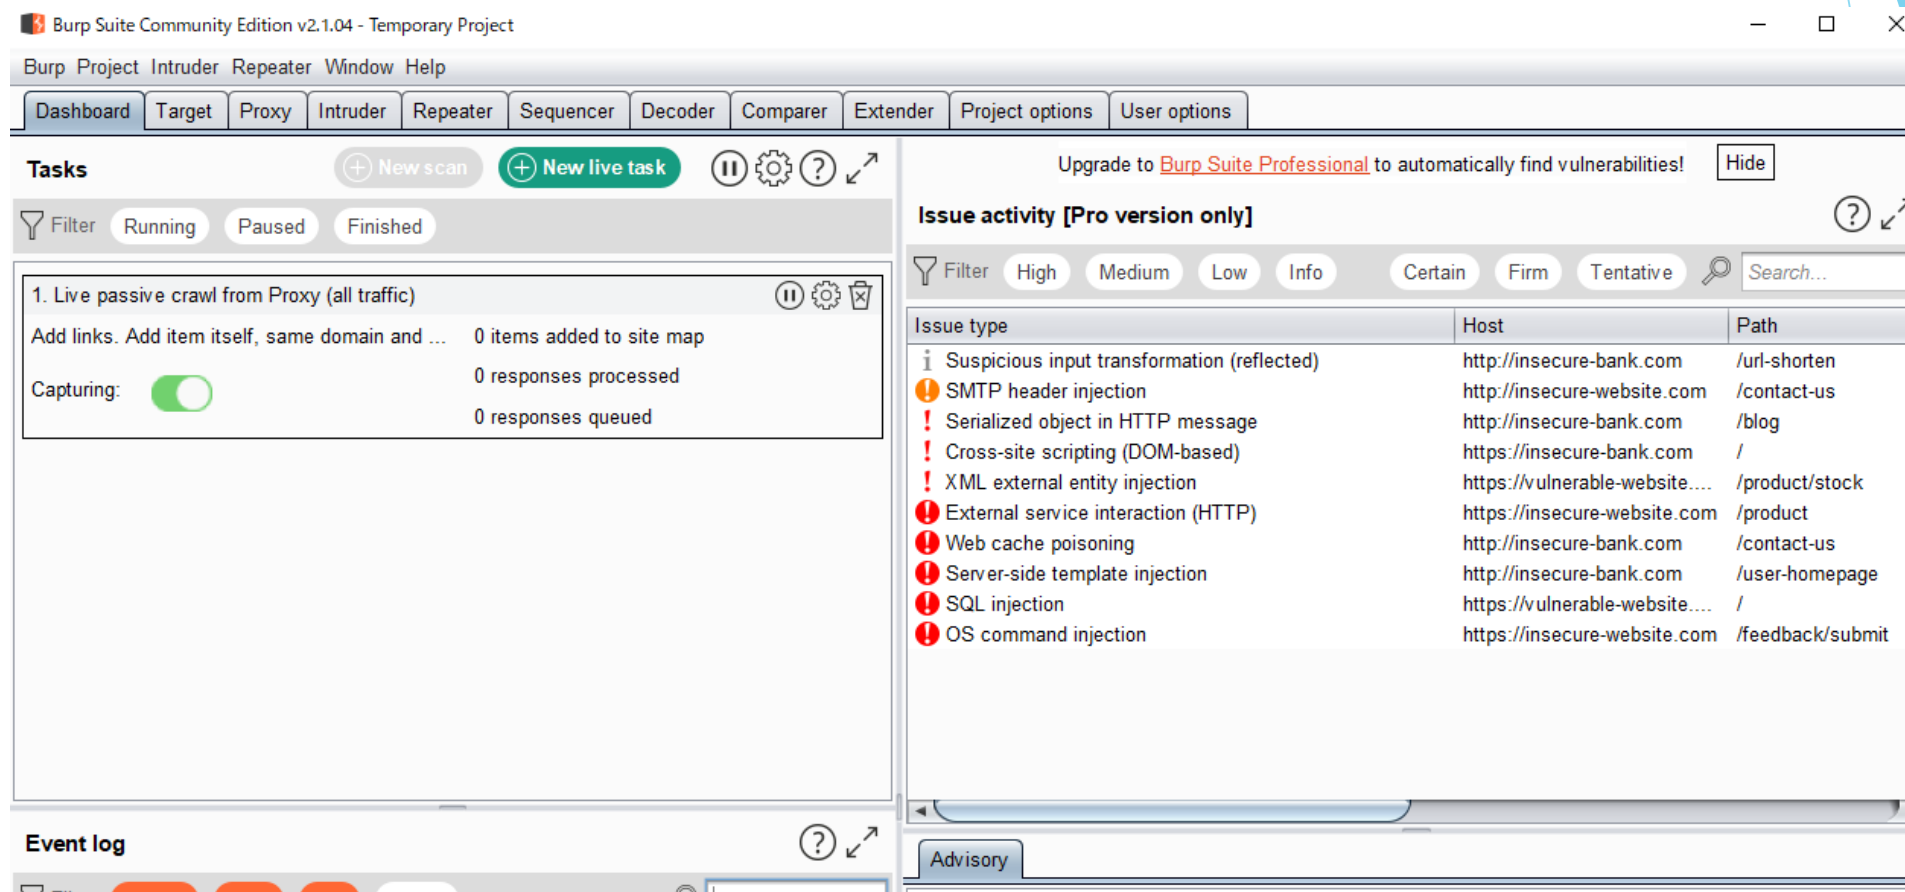 Burp Suite Community Edition v2.1.04 - Temporary Project
Burp Project Intruder Repeater Window Help
Dashboard Target Proxy Intruder Repeater Sequencer Decoder Comparer Extender Project options User options
Tasks
New scan
New live task
Filter Running Paused Finished
1. Live passive crawl from Proxy (all traffic)
Add links. Add item itself, same domain and ... 0 items added to site map
0 responses processed
Capturing:
0 responses queued
Event log
Upgrade to Burp Suite Professional to automatically find vulnerabilities! Hide
Issue activity [Pro version only]
Filter High Medium Low Info Certain Firm Tentative Search...
Issue type Host Path
Suspicious input transformation (reflected) http://insecure-bank.com /url-shorten
SMTP header injection http://insecure-website.com /contact-us
Serialized object in HTTP message http://insecure-bank.com /blog
Cross-site scripting (DOM-based) https://insecure-bank.com /
XML external entity injection https://vulnerable-website.... /product/stock
External service interaction (HTTP) https://insecure-website.com /product
Web cache poisoning http://insecure-bank.com /contact-us
Server-side template injection http://insecure-bank.com /user-homepage
SQL injection https://vulnerable-website.... /
OS command injection https://insecure-website.com /feedback/submit
Advisory